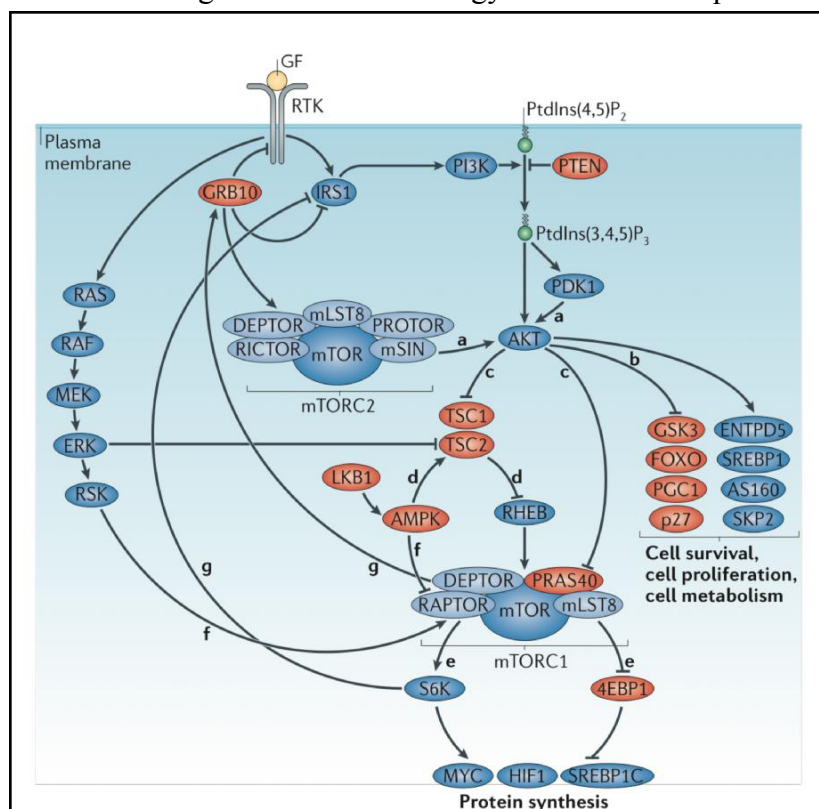 GF
RTK
PtdIns(4,5)P2
Plasma
membrane
GRB10
IRS1
PI3K
PTEN
PtdIns(3,4,5)P3
PDK1
RAS
a
mLST8
DEPTOR
PROTOR
RAF
RICTOR
mTOR
mSIN
a
AKT
b
c
c
MEK
mTORC2
TSC1
GSK3
ENTPD5
ERK
TSC2
FOXO
SREBP1
LKB1
d
d
RSK
AMPK
RHEB
PGC1
AS160
p27
SKP2
f
g
g
Cell survival,
cell proliferation,
cell metabolism
DEPTOR
PRAS40
RAPTOR
mTOR
mLST8
f
e
mTORC1
e
S6K
4EBP1
MYC
HIF1
SREBP1C
Protein synthesis